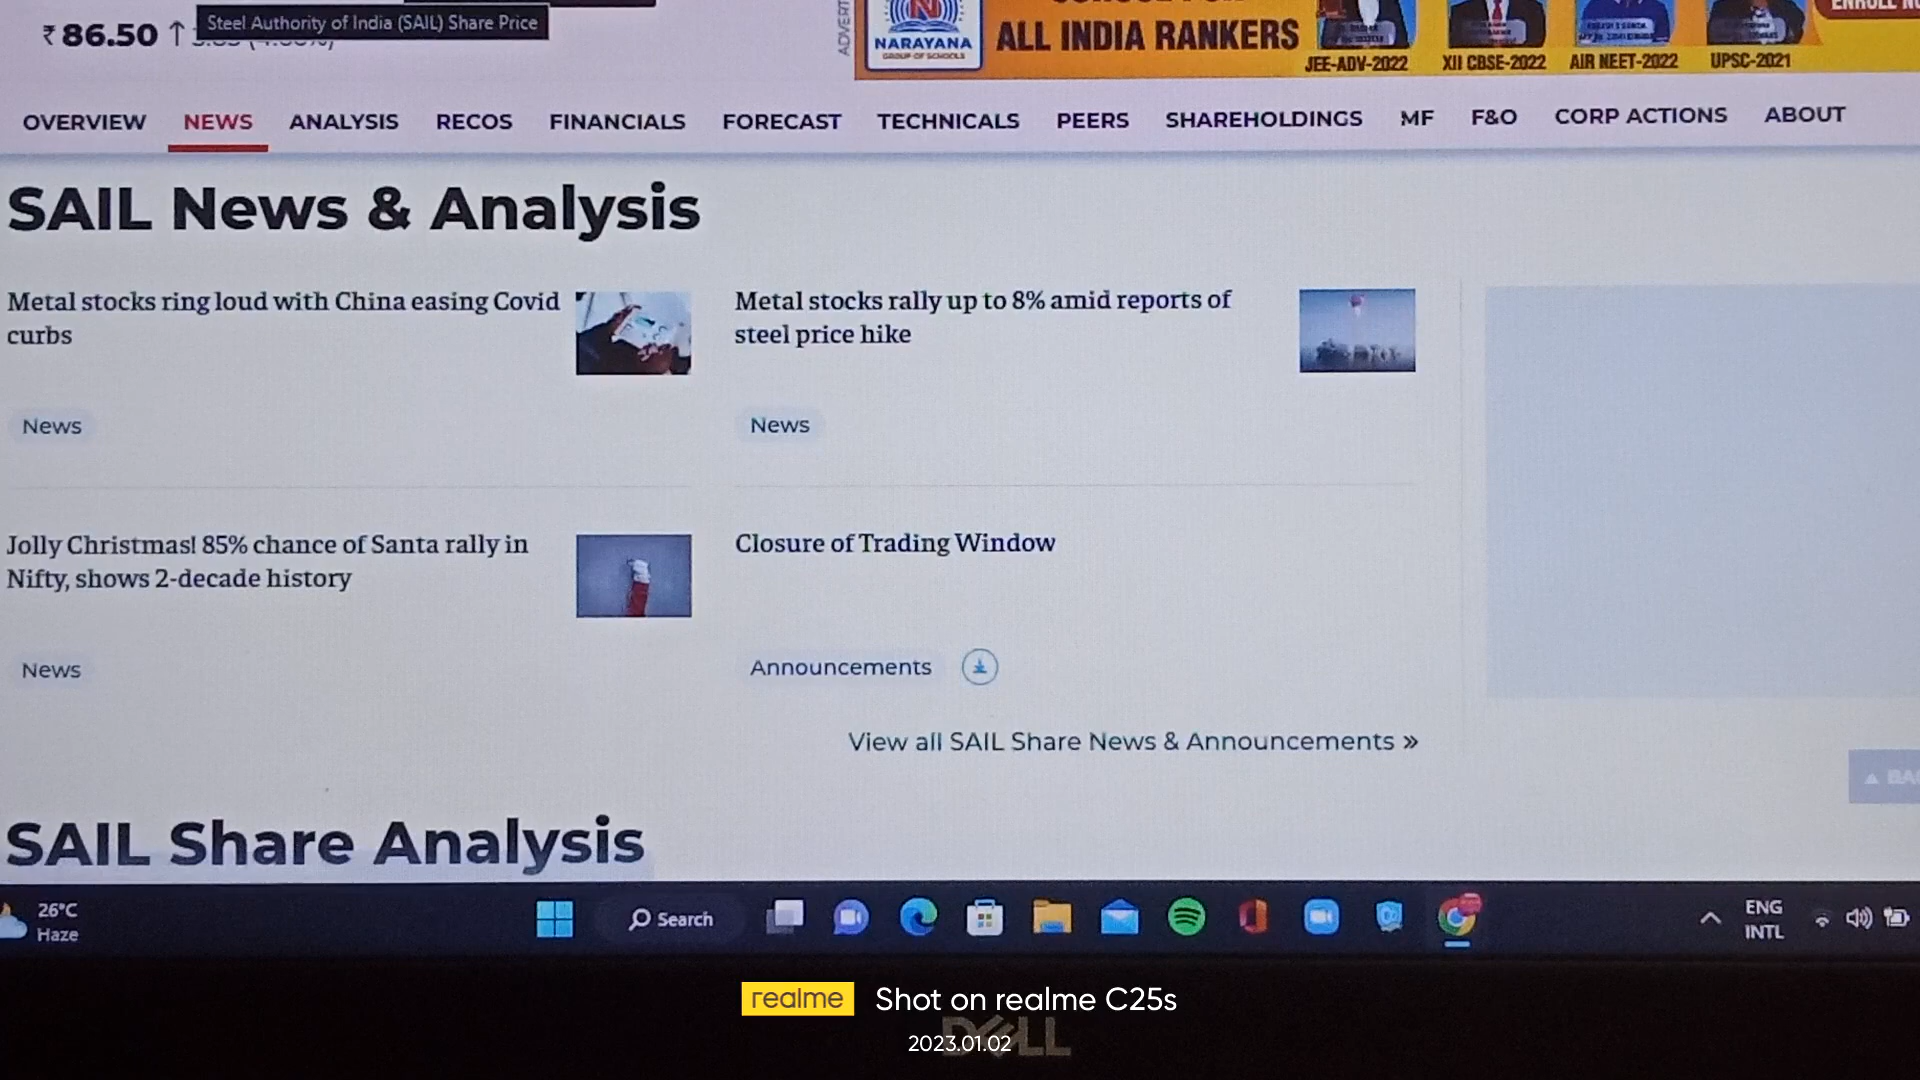 ₹86.50 ↑
Steel Authority of India (SAIL) Share Price
NARAYANA
GROUP OF SCHOOLS
ALL INDIA RANKERS
JEE-ADV-2022
XII CBSE-2022
AIR NEET-2022
UPSC-2021
OVERVIEW NEWS ANALYSIS RECOS FINANCIALS FORECAST TECHNICALS PEERS SHAREHOLDINGS MF F&O CORP ACTIONS ABOUT
SAIL News & Analysis
Metal stocks ring loud with China easing Covid
curbs
News
Metal stocks rally up to 8% amid reports of
steel price hike
News
Jolly Christmas! 85% chance of Santa rally in
Nifty, shows 2-decade history
News
Closure of Trading Window
Announcements
View all SAIL Share News & Announcements »
SAIL Share Analysis
26°C
Haze
Search
ENG
INTL
realme Shot on realme C25s
2023.01.02
DELL